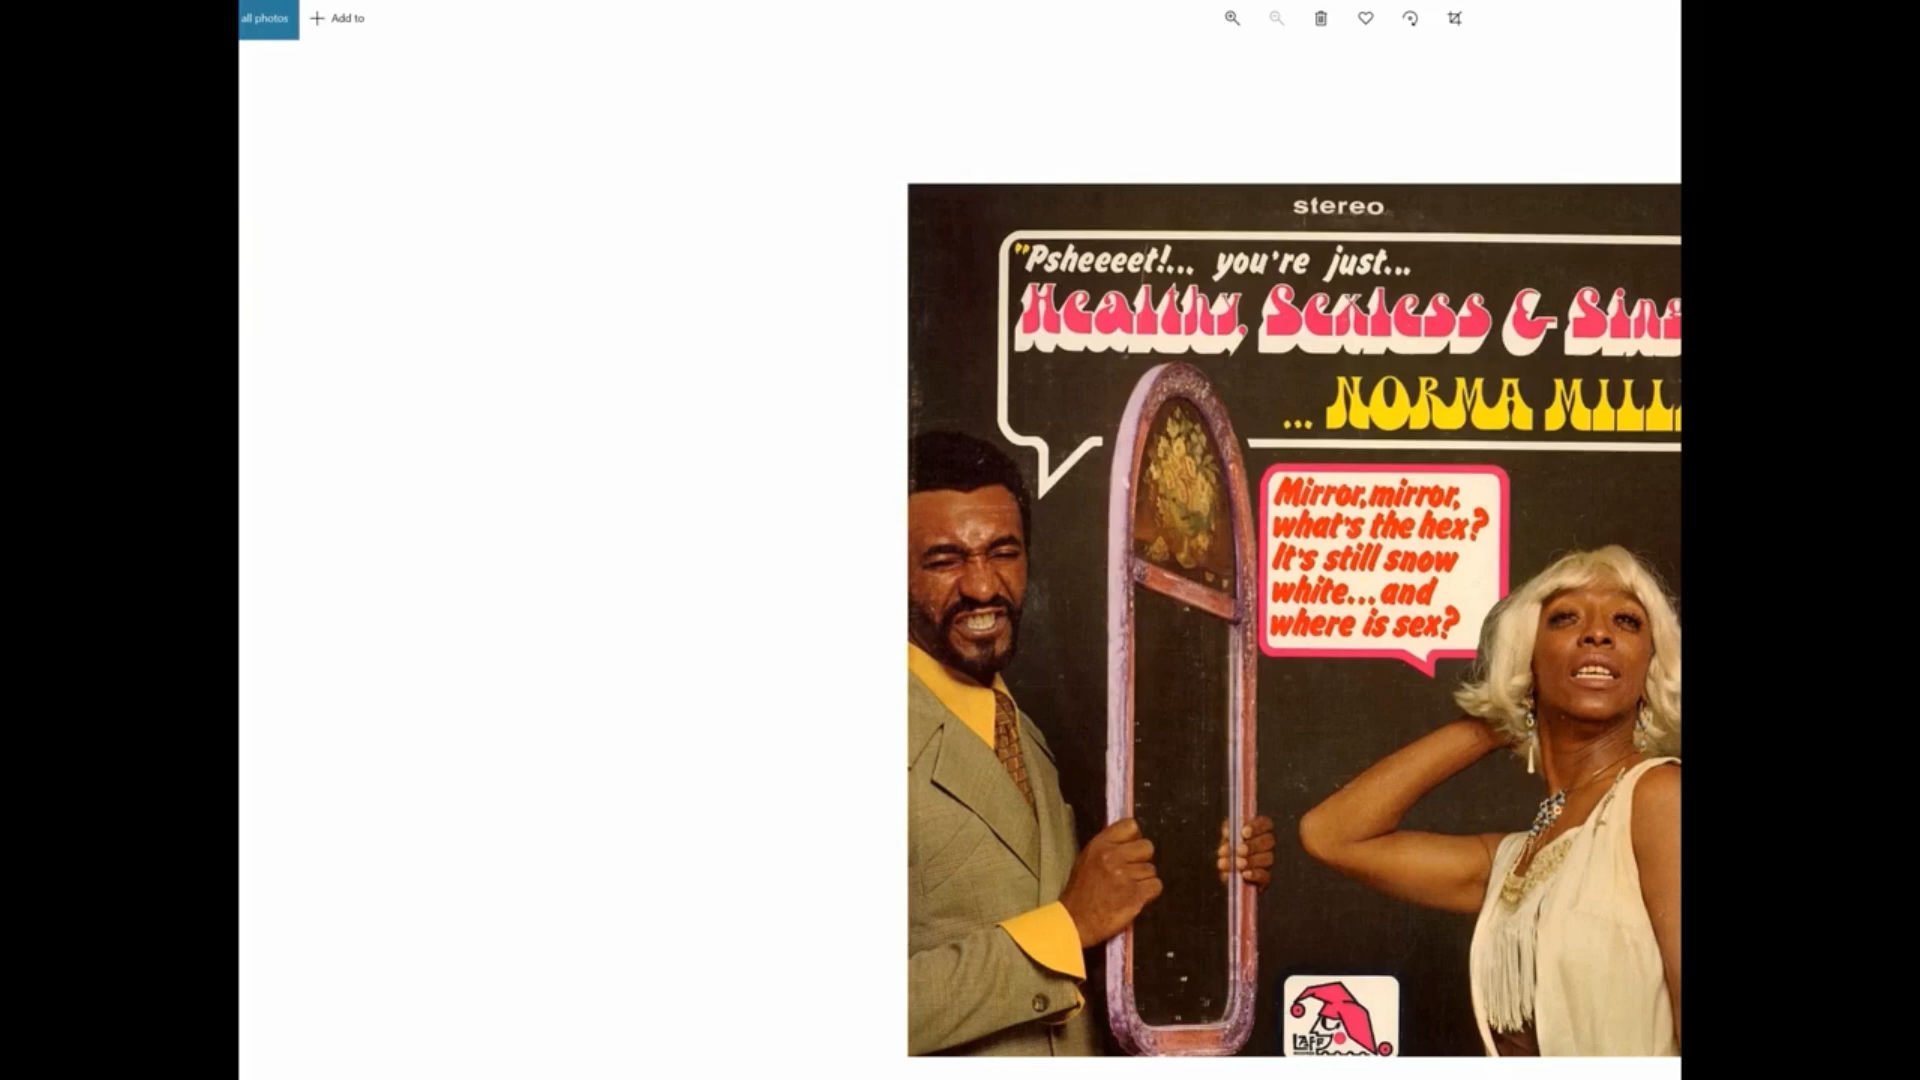 all photos
Add to
stereo
"Psheeeet!... you're just...
Healthy, Sexless & Sing
... NORMA MILL
Mirror, mirror,
what's the hex?
It's still snow
white... and
where is sex?
LAFF